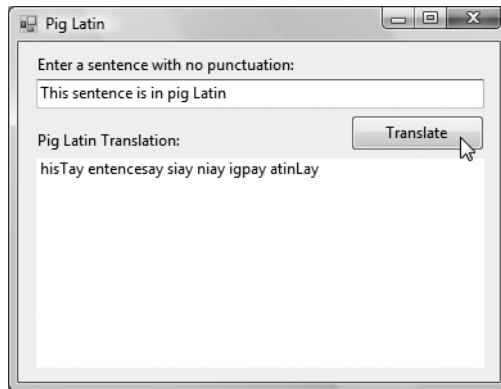 Pig Latin
Enter a sentence with no punctuation:
This sentence is in pig Latin
Pig Latin Translation:
Translate
hisTay entencesay siay niay igpay atinLay